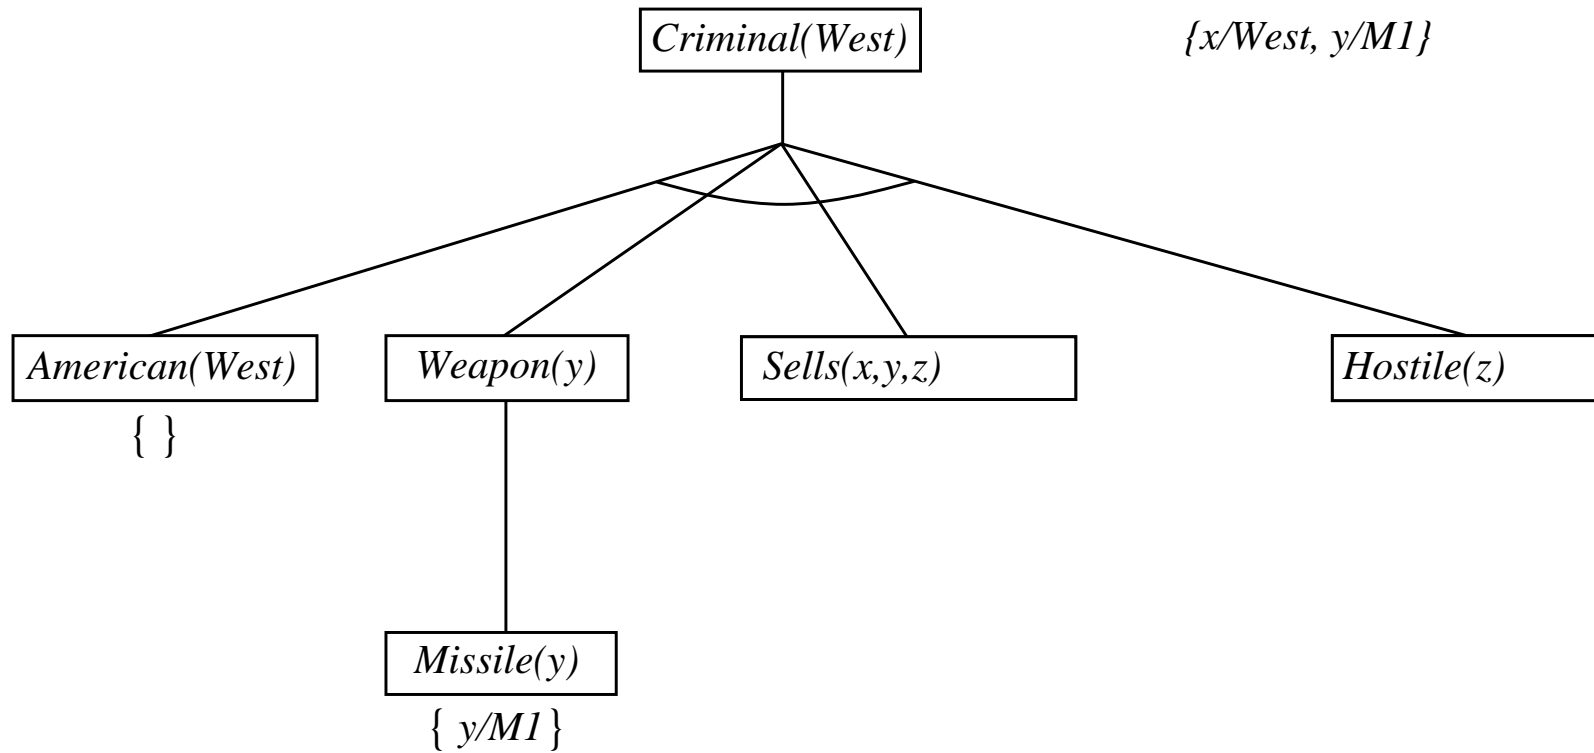 Criminal(West)
{x/West, y/M1}
American(West)
Weapon(y)
Sells(x,y,z)
Hostile(z)
{ }
Missile(y)
{ y/M1 }